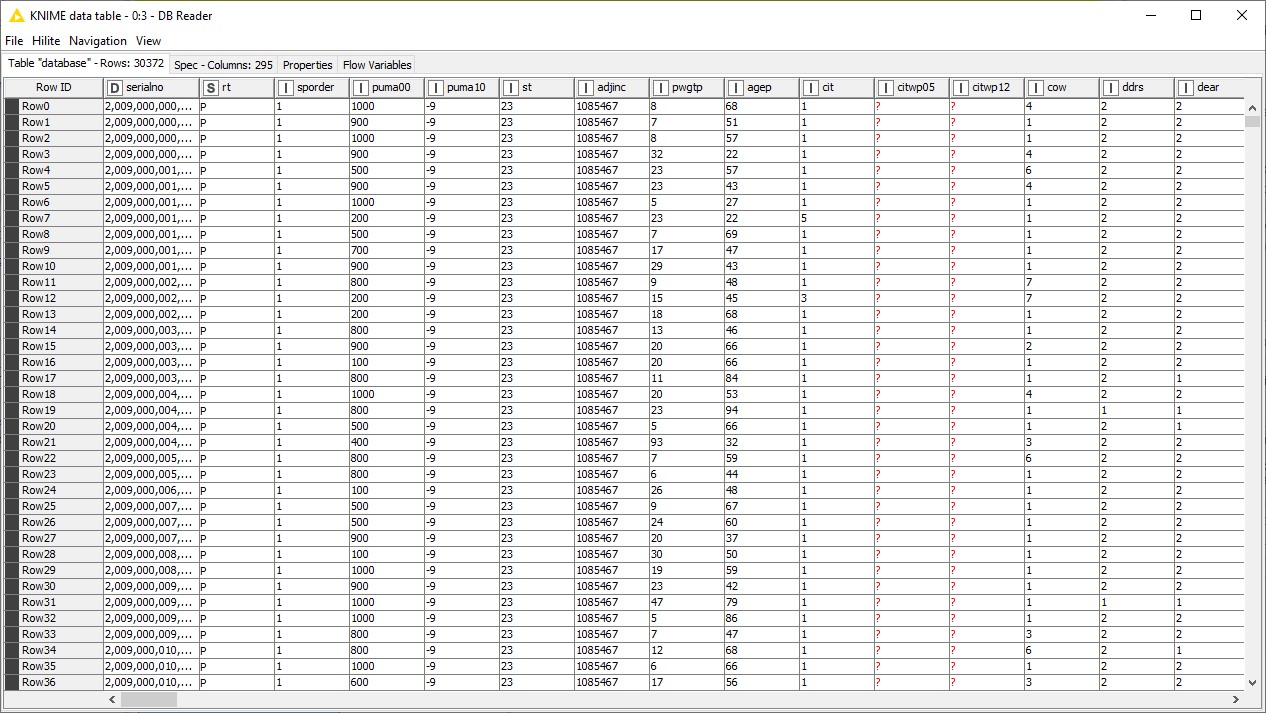 KNIME data table - 0:3 - DB Reader
File Hilite Navigation View
Table "database" - Rows: 30372 Spec - Columns: 295 Properties Flow Variables
Row ID D serialno S rt I sporder I puma00 I puma10 I st I adjinc I pwgtp I agep I cit I citwp05 I citwp12 I cow I ddrs I dear
Row0 2,009,000,000,... P 1 1000 -9 23 1085467 8 68 1 ? ? 4 2 2
Row1 2,009,000,000,... P 1 900 -9 23 1085467 7 51 1 ? ? 1 2 2
Row2 2,009,000,000,... P 1 1000 -9 23 1085467 8 57 1 ? ? 1 2 2
Row3 2,009,000,000,... P 1 900 -9 23 1085467 32 22 1 ? ? 4 2 2
Row4 2,009,000,001,... P 1 500 -9 23 1085467 23 57 1 ? ? 6 2 2
Row5 2,009,000,001,... P 1 900 -9 23 1085467 23 43 1 ? ? 4 2 2
Row6 2,009,000,001,... P 1 1000 -9 23 1085467 5 27 1 ? ? 1 2 2
Row7 2,009,000,001,... P 1 200 -9 23 1085467 23 22 5 ? ? 1 2 2
Row8 2,009,000,001,... P 1 500 -9 23 1085467 7 69 1 ? ? 1 2 2
Row9 2,009,000,001,... P 1 700 -9 23 1085467 17 47 1 ? ? 1 2 2
Row10 2,009,000,001,... P 1 900 -9 23 1085467 29 43 1 ? ? 1 2 2
Row11 2,009,000,002,... P 1 800 -9 23 1085467 9 48 1 ? ? 7 2 2
Row12 2,009,000,002,... P 1 200 -9 23 1085467 15 45 3 ? ? 7 2 2
Row13 2,009,000,002,... P 1 200 -9 23 1085467 18 68 1 ? ? 1 2 2
Row14 2,009,000,003,... P 1 800 -9 23 1085467 13 46 1 ? ? 1 2 2
Row15 2,009,000,003,... P 1 900 -9 23 1085467 20 66 1 ? ? 2 2 2
Row16 2,009,000,003,... P 1 100 -9 23 1085467 20 66 1 ? ? 1 2 2
Row17 2,009,000,003,... P 1 800 -9 23 1085467 11 84 1 ? ? 1 2 1
Row18 2,009,000,004,... P 1 1000 -9 23 1085467 20 53 1 ? ? 4 2 2
Row19 2,009,000,004,... P 1 800 -9 23 1085467 23 94 1 ? ? 1 1 1
Row20 2,009,000,004,... P 1 500 -9 23 1085467 5 66 1 ? ? 1 2 1
Row21 2,009,000,004,... P 1 400 -9 23 1085467 93 32 1 ? ? 3 2 2
Row22 2,009,000,005,... P 1 800 -9 23 1085467 7 59 1 ? ? 6 2 2
Row23 2,009,000,005,... P 1 800 -9 23 1085467 6 44 1 ? ? 1 2 2
Row24 2,009,000,006,... P 1 100 -9 23 1085467 26 48 1 ? ? 1 2 2
Row25 2,009,000,007,... P 1 500 -9 23 1085467 9 67 1 ? ? 1 2 2
Row26 2,009,000,007,... P 1 500 -9 23 1085467 24 60 1 ? ? 1 2 2
Row27 2,009,000,007,... P 1 900 -9 23 1085467 20 37 1 ? ? 1 2 2
Row28 2,009,000,008,... P 1 100 -9 23 1085467 30 50 1 ? ? 1 2 2
Row29 2,009,000,008,... P 1 1000 -9 23 1085467 19 59 1 ? ? 1 2 2
Row30 2,009,000,009,... P 1 900 -9 23 1085467 23 42 1 ? ? 1 2 2
Row31 2,009,000,009,... P 1 1000 -9 23 1085467 47 79 1 ? ? 1 1 1
Row32 2,009,000,009,... P 1 1000 -9 23 1085467 5 86 1 ? ? 1 2 2
Row33 2,009,000,009,... P 1 800 -9 23 1085467 7 47 1 ? ? 3 2 2
Row34 2,009,000,010,... P 1 800 -9 23 1085467 12 68 1 ? ? 6 2 1
Row35 2,009,000,010,... P 1 1000 -9 23 1085467 6 66 1 ? ? 1 2 2
Row36 2,009,000,010,... P 1 600 -9 23 1085467 17 56 1 ? ? 3 2 2